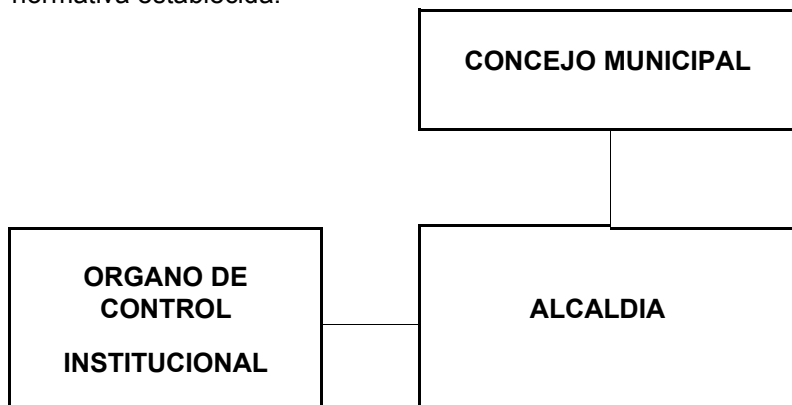 normativa establecida.
CONCEJO MUNICIPAL
ORGANO DE
CONTROL
INSTITUCIONAL
ALCALDIA